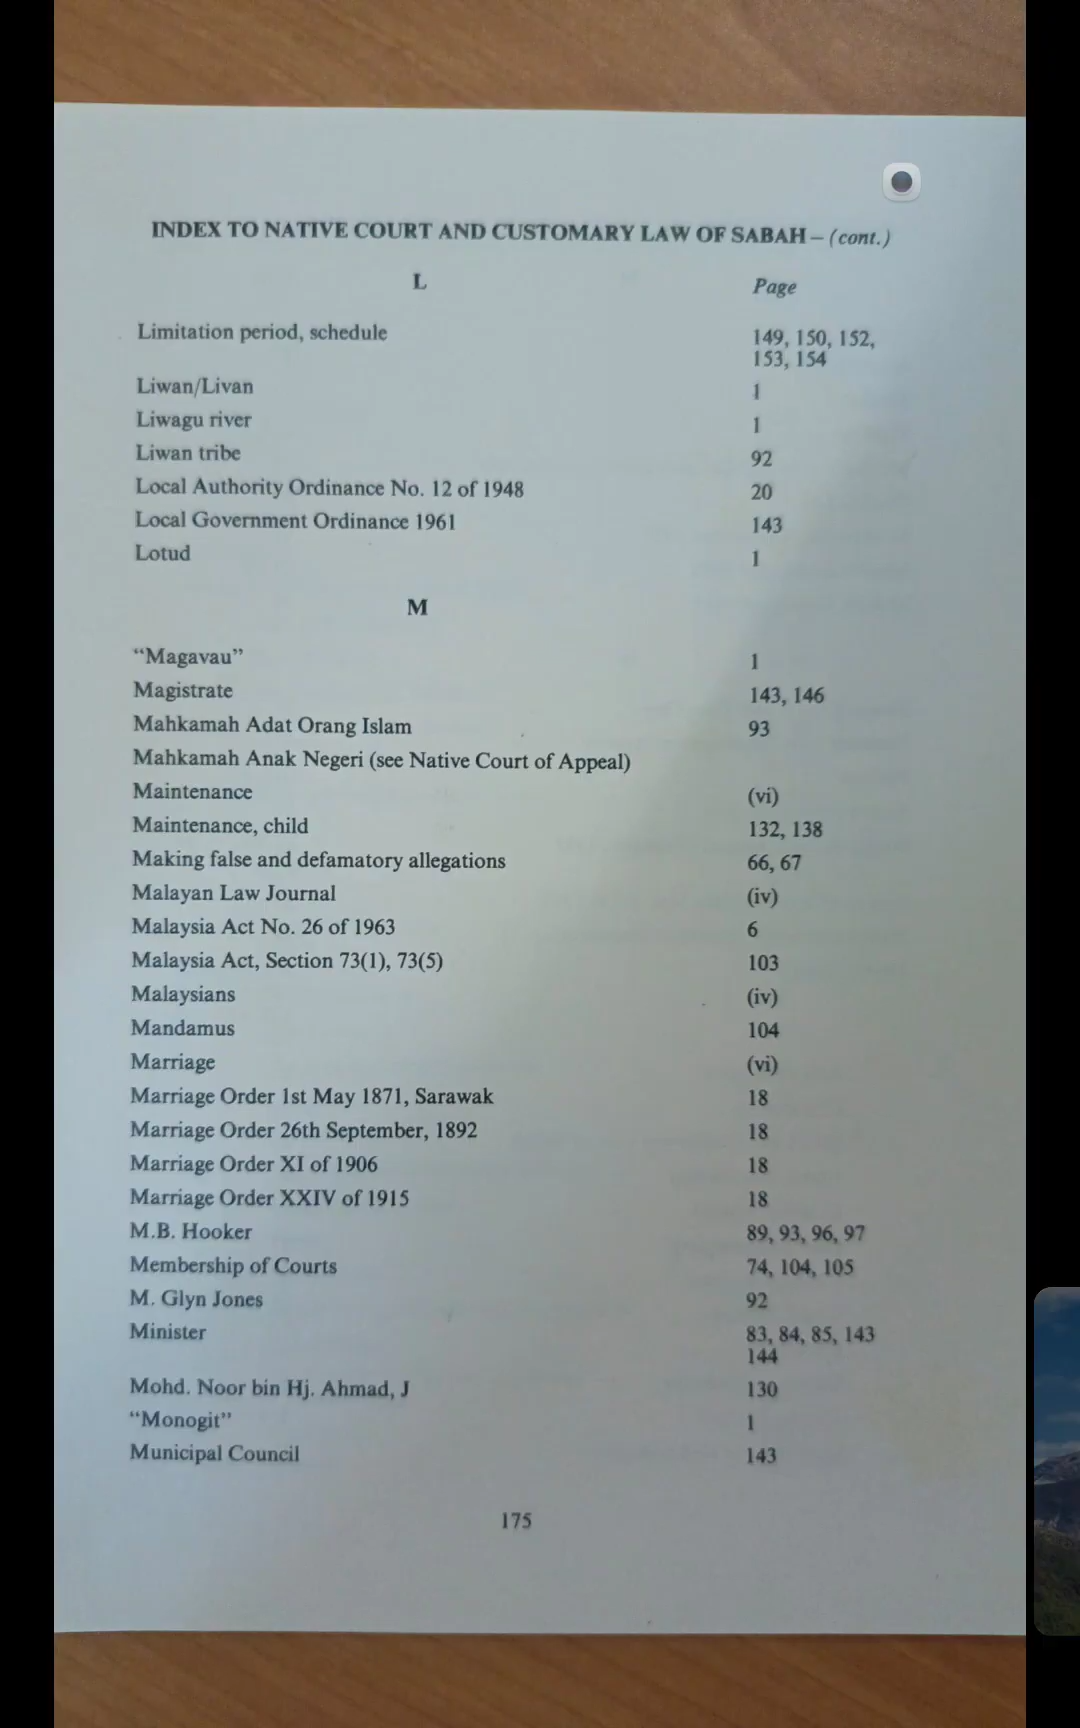 INDEX TO NATIVE COURT AND CUSTOMARY LAW OF SABAH – (cont.)
L Page
Limitation period, schedule 149, 150, 152,
153, 154
Liwan/Livan 1
Liwagu river 1
Liwan tribe 92
Local Authority Ordinance No. 12 of 1948 20
Local Government Ordinance 1961 143
Lotud 1
M
“Magavau” 1
Magistrate 143, 146
Mahkamah Adat Orang Islam 93
Mahkamah Anak Negeri (see Native Court of Appeal)
Maintenance (vi)
Maintenance, child 132, 138
Making false and defamatory allegations 66, 67
Malayan Law Journal (iv)
Malaysia Act No. 26 of 1963 6
Malaysia Act, Section 73(1), 73(5) 103
Malaysians (iv)
Mandamus 104
Marriage (vi)
Marriage Order 1st May 1871, Sarawak 18
Marriage Order 26th September, 1892 18
Marriage Order XI of 1906 18
Marriage Order XXIV of 1915 18
M.B. Hooker 89, 93, 96, 97
Membership of Courts 74, 104, 105
M. Glyn Jones 92
Minister 83, 84, 85, 143
144
Mohd. Noor bin Hj. Ahmad, J 130
“Monogit” 1
Municipal Council 143
175